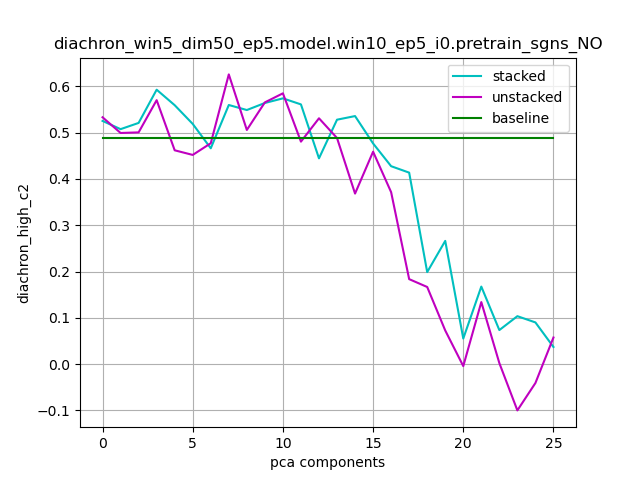 diachron_win5_dim50_ep5.model.win10_ep5_i0.pretrain_sgns_NO
stacked
unstacked
baseline
diachron_high_c2
0.6
0.5
0.4
0.3
0.2
0.1
0.0
−0.1
0 5 10 15 20 25
pca components